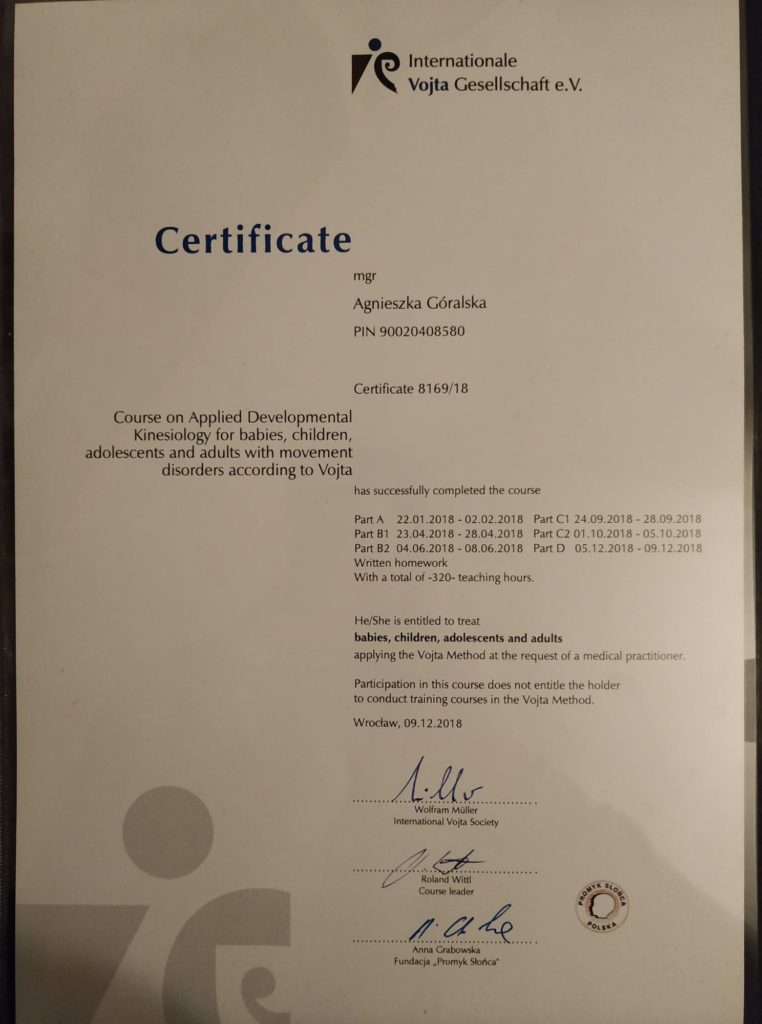 Internationale
Vojta Gesellschaft e.V.
Certificate
mgr
Agnieszka Góralska
PIN 90020408580
Certificate 8169/18
Course on Applied Developmental
Kinesiology for babies, children,
adolescents and adults with movement
disorders according to Vojta
has successfully completed the course
Part A 22.01.2018 - 02.02.2018 Part C1 24.09.2018 - 28.09.2018
Part B1 23.04.2018 - 28.04.2018 Part C2 01.10.2018 - 05.10.2018
Part B2 04.06.2018 - 08.06.2018 Part D 05.12.2018 - 09.12.2018
Written homework
With a total of -320- teaching hours.
He/She is entitled to treat
babies, children, adolescents and adults
applying the Vojta Method at the request of a medical practitioner.
Participation in this course does not entitle the holder
to conduct training courses in the Vojta Method.
Wrocław, 09.12.2018
Wolfram Müller
International Vojta Society
Roland Wittl
Course leader
PROMYK SŁOŃCA
POLSKA
Anna Grabowska
Fundacja „Promyk Słońca"